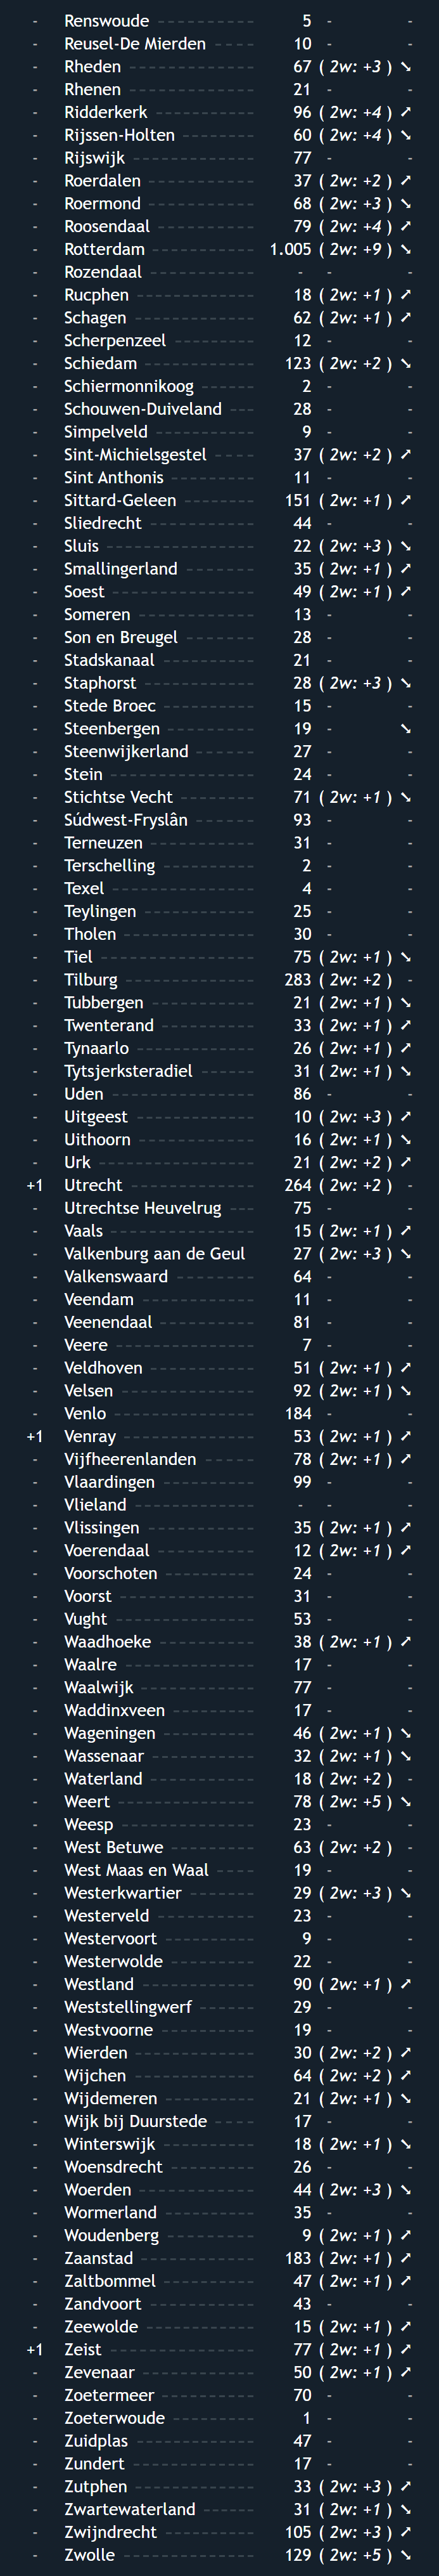 - Renswoude ----------- 5 - -
- Reusel-De Mierden ----- 10 - -
- Rheden -------------- 67 ( 2w: +3 ) ➘
- Rhenen -------------- 21 - -
- Ridderkerk ----------- 96 ( 2w: +4 ) ➚
- Rijssen-Holten --------- 60 ( 2w: +4 ) ➘
- Rijswijk -------------- 77 - -
- Roerdalen ------------ 37 ( 2w: +2 ) ➚
- Roermond ------------ 68 ( 2w: +3 ) ➘
- Roosendaal ----------- 79 ( 2w: +4 ) ➚
- Rotterdam ------------ 1.005 ( 2w: +9 ) ➘
- Rozendaal ------------ - - -
- Rucphen ------------- 18 ( 2w: +1 ) ➚
- Schagen -------------- 62 ( 2w: +1 ) ➚
- Scherpenzeel --------- 12 - -
- Schiedam ------------- 123 ( 2w: +2 ) ➘
- Schiermonnikoog ------ 2 - -
- Schouwen-Duiveland --- 28 - -
- Simpelveld ------------ 9 - -
- Sint-Michielsgestel ----- 37 ( 2w: +2 ) ➚
- Sint Anthonis ---------- 11 - -
- Sittard-Geleen --------- 151 ( 2w: +1 ) ➚
- Sliedrecht ------------ 44 - -
- Sluis ---------------- 22 ( 2w: +3 ) ➘
- Smallingerland --------- 35 ( 2w: +1 ) ➚
- Soest ---------------- 49 ( 2w: +1 ) ➚
- Someren ------------- 13 - -
- Son en Breugel -------- 28 - -
- Stadskanaal ----------- 21 - -
- Staphorst ------------- 28 ( 2w: +3 ) ➘
- Stede Broec ----------- 15 - -
- Steenbergen ---------- 19 - ➘
- Steenwijkerland ------- 27 - -
- Stein ---------------- 24 - -
- Stichtse Vecht --------- 71 ( 2w: +1 ) ➘
- Súdwest-Fryslân ------- 93 - -
- Terneuzen ------------ 31 - -
- Terschelling ----------- 2 - -
- Texel ---------------- 4 - -
- Teylingen ------------- 25 - -
- Tholen --------------- 30 - -
- Tiel ------------------ 75 ( 2w: +1 ) ➘
- Tilburg --------------- 283 ( 2w: +2 ) -
- Tubbergen ------------ 21 ( 2w: +1 ) ➘
- Twenterand ----------- 33 ( 2w: +1 ) ➚
- Tynaarlo ------------- 26 ( 2w: +1 ) ➚
- Tytsjerksteradiel ------ 31 ( 2w: +1 ) ➘
- Uden ---------------- 86 - -
- Uitgeest ------------- 10 ( 2w: +3 ) ➚
- Uithoorn ------------- 16 ( 2w: +1 ) ➘
- Urk ----------------- 21 ( 2w: +2 ) ➚
+1 Utrecht -------------- 264 ( 2w: +2 ) -
- Utrechtse Heuvelrug --- 75 - -
- Vaals ---------------- 15 ( 2w: +1 ) ➚
- Valkenburg aan de Geul 27 ( 2w: +3 ) ➘
- Valkenswaard --------- 64 - -
- Veendam ------------- 11 - -
- Veenendaal ----------- 81 - -
- Veere --------------- 7 - -
- Veldhoven ------------ 51 ( 2w: +1 ) ➚
- Velsen --------------- 92 ( 2w: +1 ) ➘
- Venlo ---------------- 184 - -
+1 Venray --------------- 53 ( 2w: +1 ) ➚
- Vijfheerenlanden ------ 78 ( 2w: +1 ) ➚
- Vlaardingen ----------- 99 - -
- Vlieland ------------- - - -
- Vlissingen ------------ 35 ( 2w: +1 ) ➚
- Voerendaal ----------- 12 ( 2w: +1 ) ➚
- Voorschoten ---------- 24 - -
- Voorst --------------- 31 - -
- Vught --------------- 53 - -
- Waadhoeke ----------- 38 ( 2w: +1 ) ➚
- Waalre -------------- 17 - -
- Waalwijk ------------- 77 - -
- Waddinxveen ---------- 17 - -
- Wageningen ----------- 46 ( 2w: +1 ) ➘
- Wassenaar ------------ 32 ( 2w: +1 ) ➘
- Waterland ------------ 18 ( 2w: +2 ) -
- Weert --------------- 78 ( 2w: +5 ) ➘
- Weesp --------------- 23 - -
- West Betuwe ---------- 63 ( 2w: +2 ) -
- West Maas en Waal ---- 19 - -
- Westerkwartier -------- 29 ( 2w: +3 ) ➘
- Westerveld ----------- 23 - -
- Westervoort ---------- 9 - -
- Westerwolde ---------- 22 - -
- Westland ------------- 90 ( 2w: +1 ) ➚
- Weststellingwerf ------- 29 - -
- Westvoorne ----------- 19 - -
- Wierden ------------- 30 ( 2w: +2 ) ➚
- Wijchen ------------- 64 ( 2w: +2 ) ➚
- Wijdemeren ---------- 21 ( 2w: +1 ) ➘
- Wijk bij Duurstede ----- 17 - -
- Winterswijk ----------- 18 ( 2w: +1 ) ➘
- Woensdrecht ---------- 26 - -
- Woerden ------------- 44 ( 2w: +3 ) ➘
- Wormerland ---------- 35 - -
- Woudenberg ---------- 9 ( 2w: +1 ) ➚
- Zaanstad ------------- 183 ( 2w: +1 ) ➚
- Zaltbommel ---------- 47 ( 2w: +1 ) ➚
- Zandvoort ------------ 43 - -
- Zeewolde ------------ 15 ( 2w: +1 ) ➚
+1 Zeist ---------------- 77 ( 2w: +1 ) ➚
- Zevenaar ------------- 50 ( 2w: +1 ) ➚
- Zoetermeer ---------- 70 - -
- Zoeterwoude --------- 1 - -
- Zuidplas ------------- 47 - -
- Zundert ------------- 17 - -
- Zutphen ------------- 33 ( 2w: +3 ) ➚
- Zwartewaterland ------ 31 ( 2w: +1 ) ➘
- Zwijndrecht ---------- 105 ( 2w: +3 ) ➚
- Zwolle --------------- 129 ( 2w: +5 ) ➘